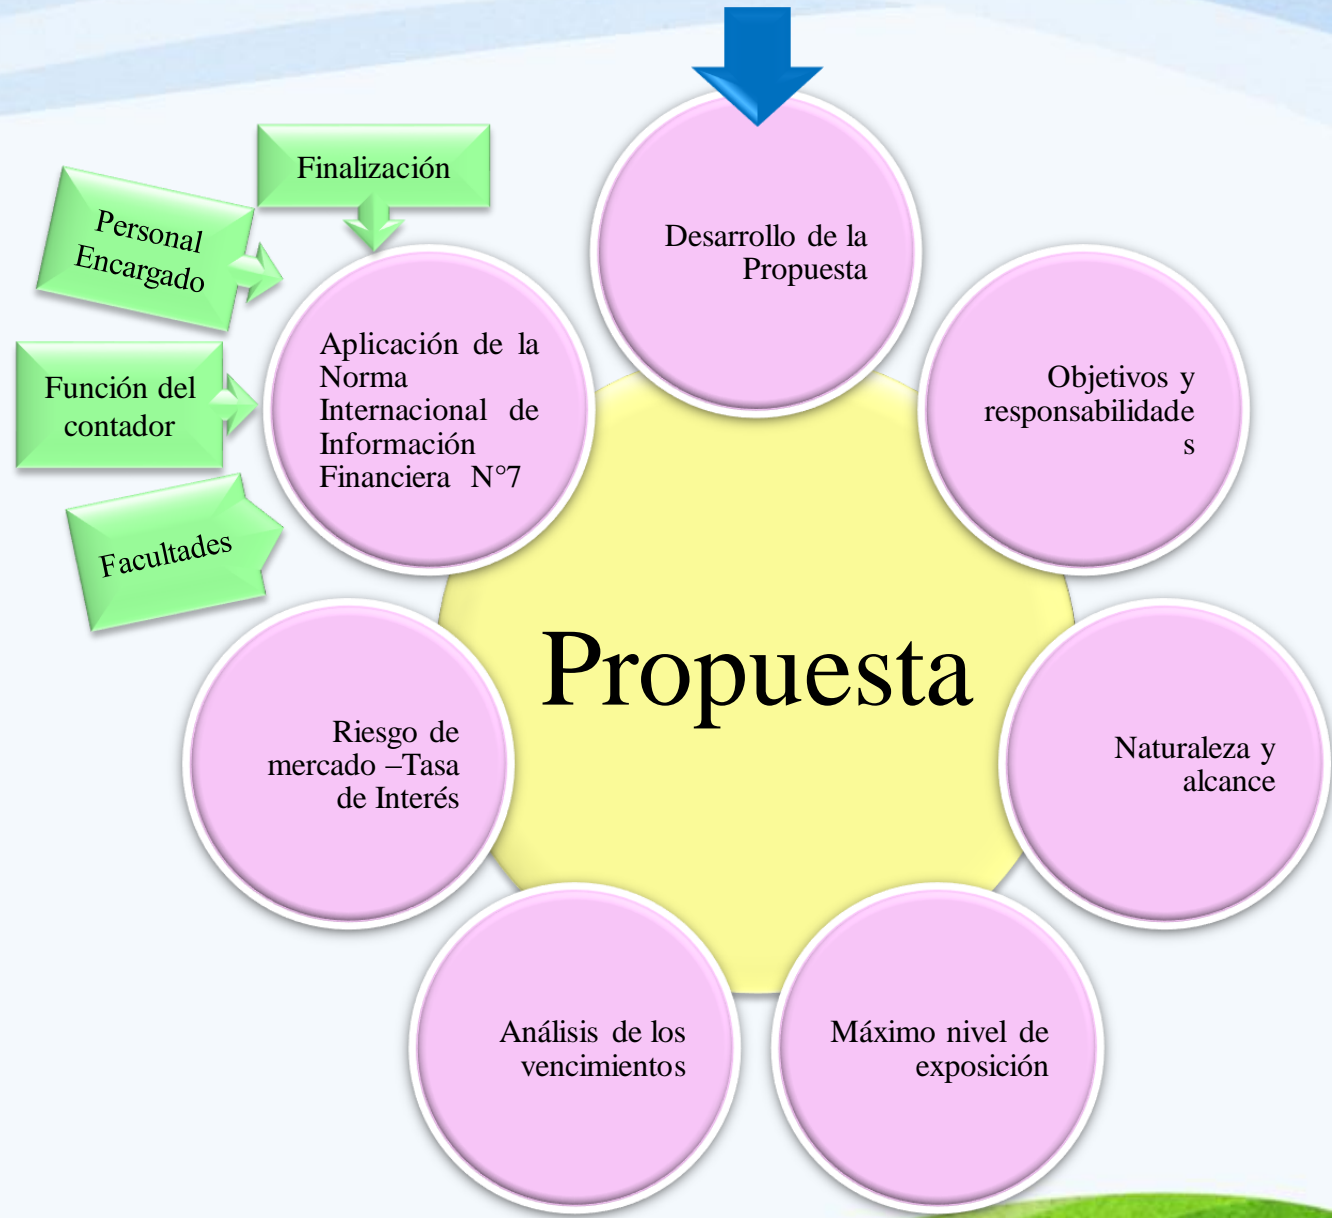 Finalización
Personal
Encargado
Función del
contador
Facultades
Desarrollo de la
Propuesta
Objetivos y
responsabilidade
s
Naturaleza y
alcance
Máximo nivel de
exposición
Análisis de los
vencimientos
Riesgo de
mercado –Tasa
de Interés
Aplicación de la
Norma
Internacional de
Información
Financiera N°7
Propuesta